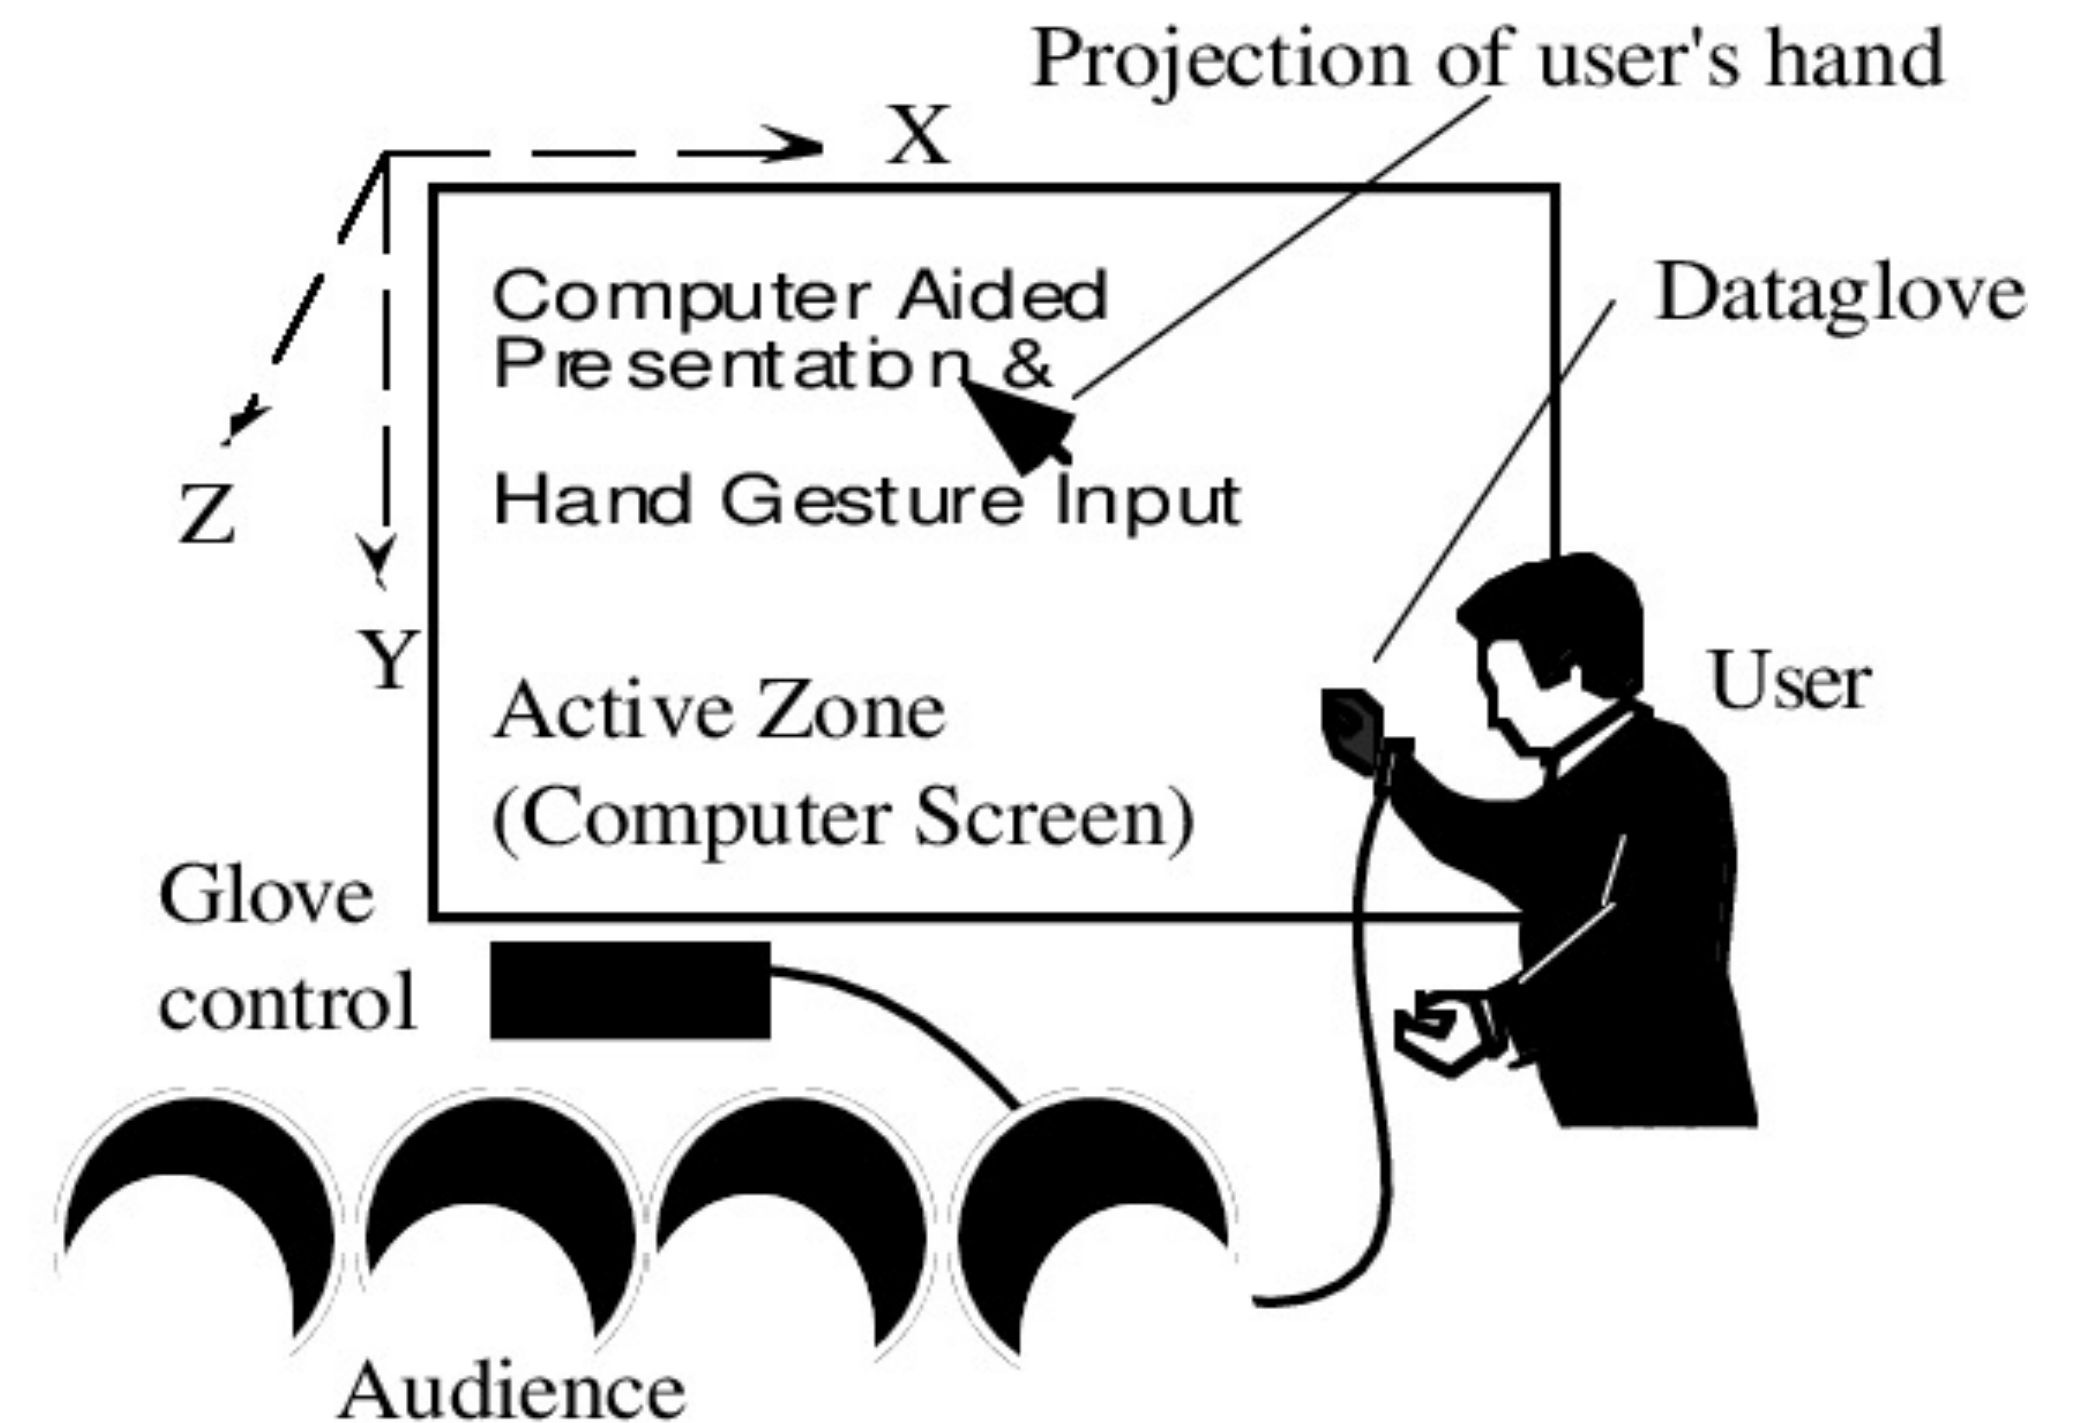 Projection of user's hand
X
Dataglove
Computer Aided
Presentation &
Z
Hand Gesture Input
Y
User
Active Zone
(Computer Screen)
Glove
control
Audience